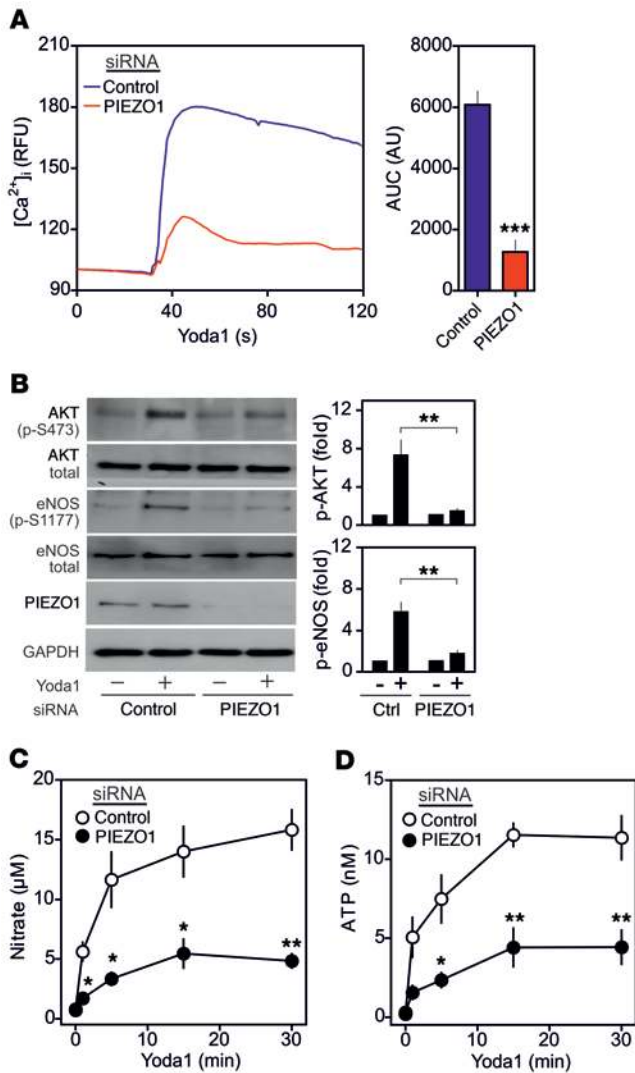 A
210
180
150
120
90
[Ca²⁺]ᵢ (RFU)
siRNA
Control
PIEZO1
0
40
80
120
Yoda1 (s)
8000
6000
4000
2000
0
AUC (AU)
***
Control
PIEZO1
B
AKT
(p-S473)
AKT
total
eNOS
(p-S1177)
eNOS
total
PIEZO1
GAPDH
Yoda1 − + − +
siRNA Control PIEZO1
12
8
4
0
p-AKT (fold)
**
12
8
4
0
p-eNOS (fold)
**
- + - +
Ctrl PIEZO1
C
20
15
10
5
0
Nitrate (µM)
siRNA
Control
PIEZO1
* * * **
0 10 20 30
Yoda1 (min)
D
15
10
5
0
ATP (nM)
siRNA
Control
PIEZO1
* ** **
0 10 20 30
Yoda1 (min)